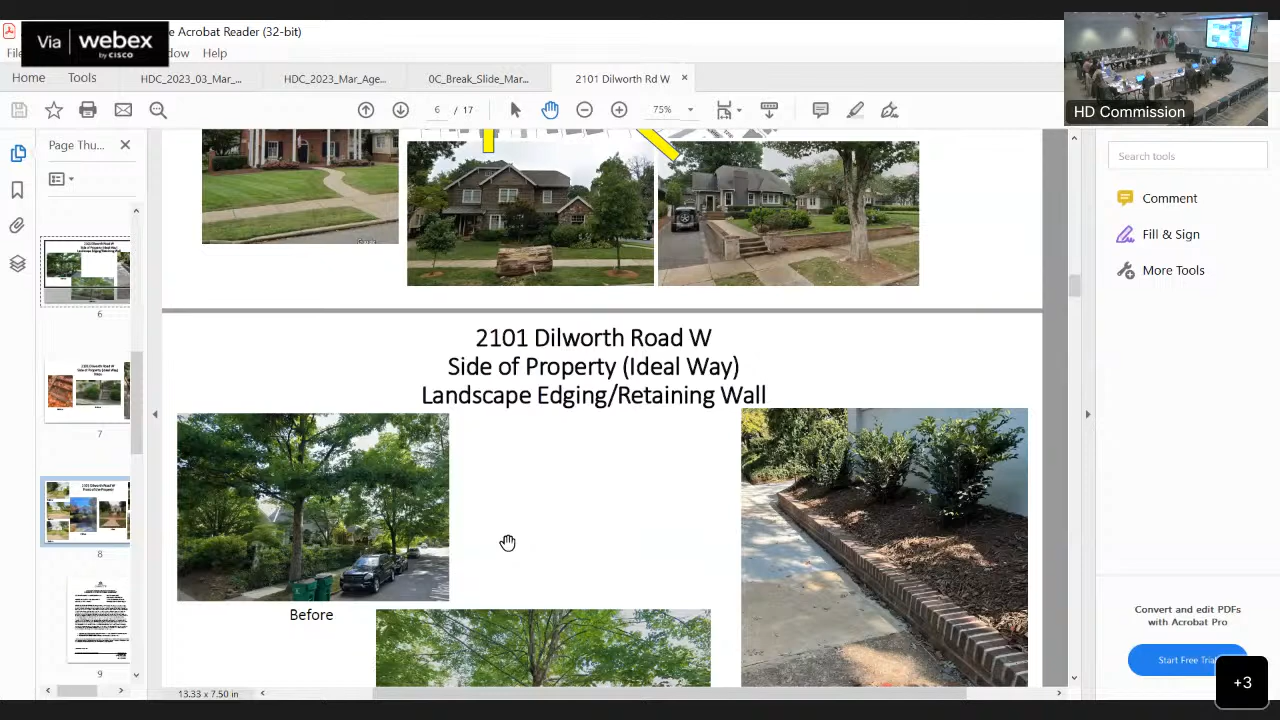 Via webex
by CISCO
e Acrobat Reader (32-bit)
dow Help
Home Tools HDC_2023_03_Mar_... HDC_2023_Mar_Age... 0C_Break_Slide_Mar... 2101 Dilworth Rd W
6 / 17 75%
HD Commission
Page Thu...
6
7
8
9
2101 Dilworth Road W
Side of Property (Ideal Way)
Landscape Edging/Retaining Wall
Before
13.33 x 7.50 in
Search tools
Comment
Fill & Sign
More Tools
Convert and edit PDFs
with Acrobat Pro
Start Free Trial
+3